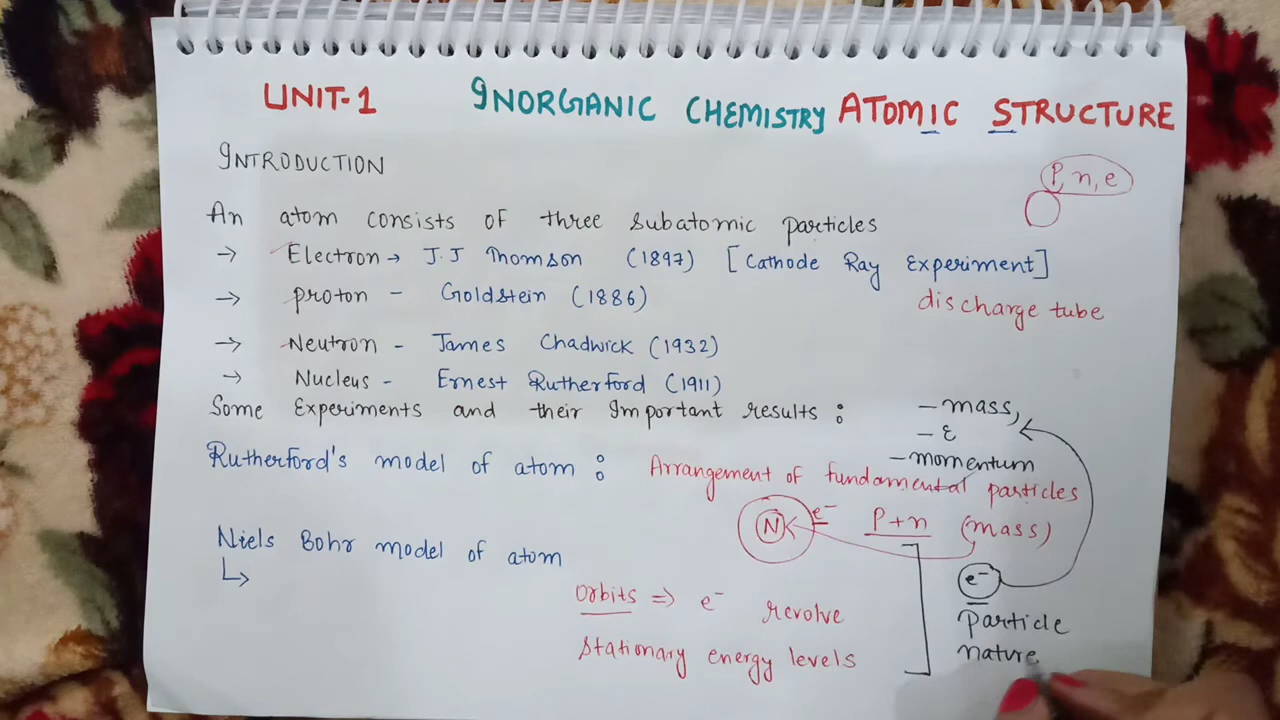 UNIT-1 INORGANIC CHEMISTRY ATOMIC STRUCTURE
INTRODUCTION
P, n, e
An atom consists of three subatomic particles
→ Electron → J.J Thomson (1897) [Cathode Ray Experiment]
→ proton - Goldstein (1886)
discharge tube
→ Neutron - James Chadwick (1932)
→ Nucleus - Ernest Rutherford (1911)
Some Experiments and their Important results :
- mass,
- ε
- momentum
Rutherford's model of atom : Arrangement of fundamental particles
N e⁻ P+n (mass)
Niels Bohr model of atom
e⁻
Orbits ⇒ e⁻ revolve
Stationary energy levels
particle
nature